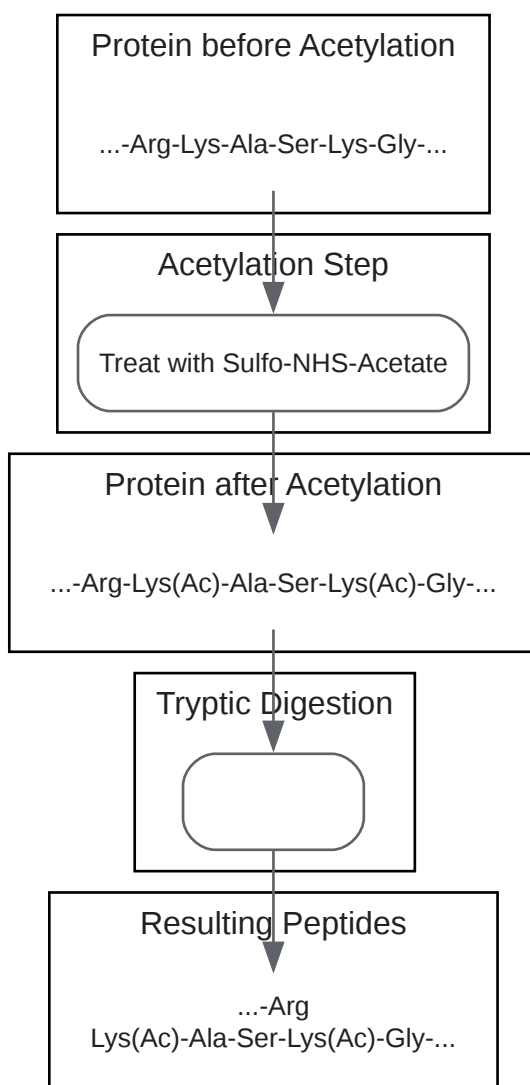 Protein before Acetylation
...-Arg-Lys-Ala-Ser-Lys-Gly-...
Acetylation Step
Treat with Sulfo-NHS-Acetate
Protein after Acetylation
...-Arg-Lys(Ac)-Ala-Ser-Lys(Ac)-Gly-...
Tryptic Digestion
Resulting Peptides
...-Arg
Lys(Ac)-Ala-Ser-Lys(Ac)-Gly-...